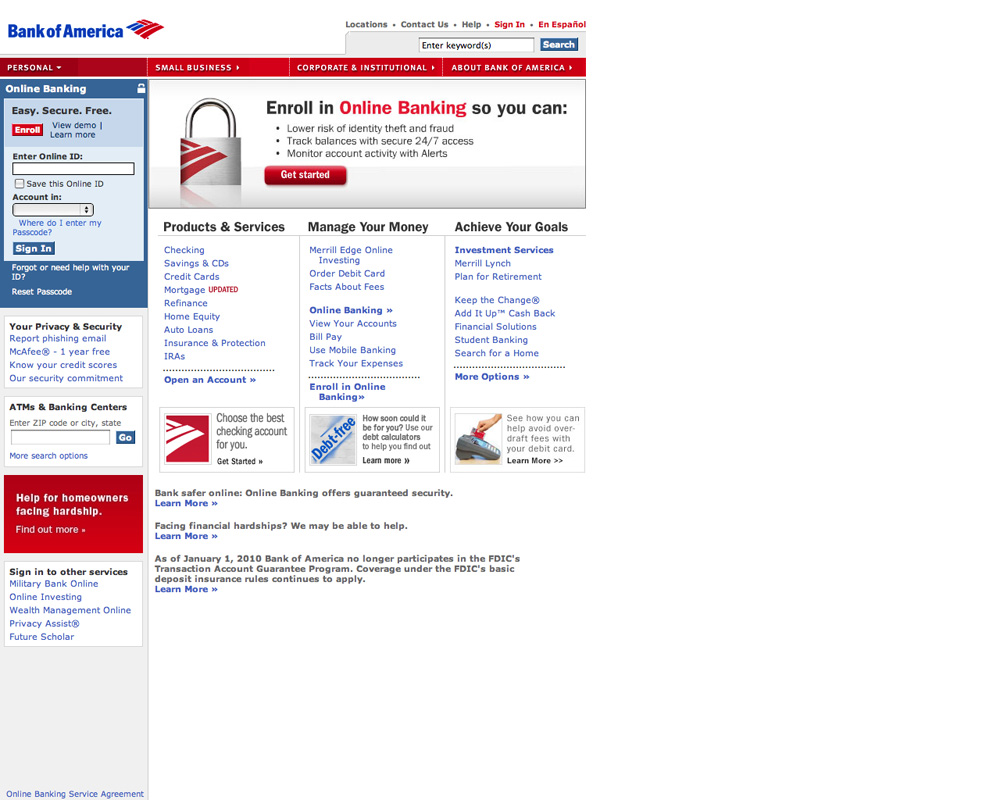 Bank of America
Locations • Contact Us • Help • Sign In • En Español
Enter keyword(s) Search
PERSONAL
SMALL BUSINESS
CORPORATE & INSTITUTIONAL
ABOUT BANK OF AMERICA
Online Banking
Easy. Secure. Free.
Enroll
View demo |
Learn more
Enter Online ID:
Save this Online ID
Account in:
Where do I enter my
Passcode?
Sign In
Forgot or need help with your
ID?
Reset Passcode
Enroll in Online Banking so you can:
• Lower risk of identity theft and fraud
• Track balances with secure 24/7 access
• Monitor account activity with Alerts
Get started
Your Privacy & Security
Report phishing email
McAfee® - 1 year free
Know your credit scores
Our security commitment
ATMs & Banking Centers
Enter ZIP code or city, state
Go
More search options
Help for homeowners
facing hardship.
Find out more »
Sign in to other services
Military Bank Online
Online Investing
Wealth Management Online
Privacy Assist®
Future Scholar
Online Banking Service Agreement
Products & Services
Checking
Savings & CDs
Credit Cards
Mortgage UPDATED
Refinance
Home Equity
Auto Loans
Insurance & Protection
IRAs
Open an Account »
Manage Your Money
Merrill Edge Online
Investing
Order Debit Card
Facts About Fees
Online Banking »
View Your Accounts
Bill Pay
Use Mobile Banking
Track Your Expenses
Enroll in Online
Banking»
Achieve Your Goals
Investment Services
Merrill Lynch
Plan for Retirement
Keep the Change®
Add It Up™ Cash Back
Financial Solutions
Student Banking
Search for a Home
More Options »
Choose the best
checking account
for you.
Get Started »
Debt-free
How soon could it
be for you? Use our
debt calculators
to help you find out
Learn more »
See how you can
help avoid over-
draft fees with
your debit card.
Learn More >>
Bank safer online: Online Banking offers guaranteed security.
Learn More »
Facing financial hardships? We may be able to help.
Learn More »
As of January 1, 2010 Bank of America no longer participates in the FDIC's
Transaction Account Guarantee Program. Coverage under the FDIC's basic
deposit insurance rules continues to apply.
Learn More »